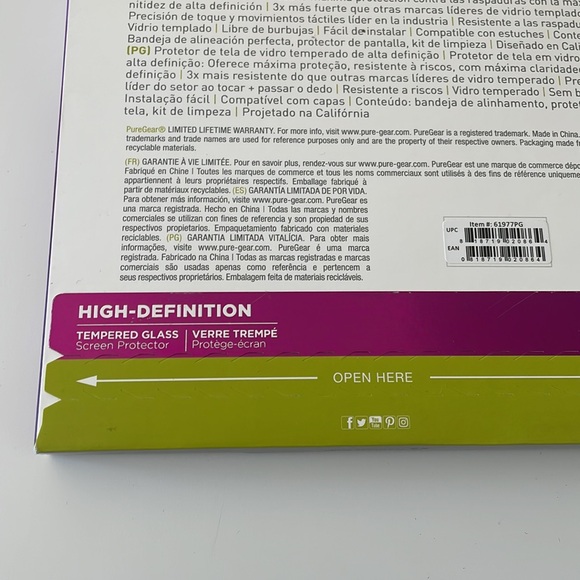 nitidez de alta definición | 3x más fuerte que otras marcas líderes de vidrio templado
Precisión de toque y movimientos táctiles líder en la industria | Resistente a las raspad
Vidrio templado | Libre de burbujas | Fácil de instalar | Compatible con estuches | Conte
Bandeja de alineación perfecta, protector de pantalla, kit de limpieza | Diseñado en Cali
(PG) Protetor de tela de vidro temperado de alta definição | Protetor de tela em vidro
alta definição: Oferece máxima proteção, resistente à riscos, com máxima claridade
definição | 3x mais resistente do que outras marcas líderes de vidro temperado | Pre
líder do setor ao tocar + passar o dedo | Resistente a riscos | Vidro temperado | Sem b
Instalação fácil | Compatível com capas | Conteúdo: bandeja de alinhamento, prote
tela, kit de limpeza | Projetado na Califórnia
PureGear® LIMITED LIFETIME WARRANTY. For more info, visit www.pure-gear.com. PureGear is a registered trademark. Made in China.
trademarks and trade names are used for reference purposes only and are the property of their respective owners. Packaging made f
recyclable materials.
(FR) GARANTIE À VIE LIMITÉE. Pour en savoir plus, rendez-vous sur www.pure-gear.com. PureGear est une marque de commerce dépo
Fabriqué en Chine | Toutes les marques de commerce et tous les noms commerciaux sont utilisés à des fins de référence uniqueme
appartiennent à leurs propriétaires respectifs. Emballage fabriqué à
partir de matériaux recyclables. (ES) GARANTÍA LIMITADA DE POR VIDA.
Para obtener más información, visite www.pure-gear.com. PureGear es
una marca registrada. Hecho en China | Todas las marcas y nombres
comerciales se utilizan con fines de referencia y son propiedad de sus
respectivos propietarios. Empaquetamiento fabricado con materiales
reciclables. (PG) GARANTIA LIMITADA VITALÍCIA. Para obter mais
informações, visite www.pure-gear.com. PureGear é uma marca
registrada. Fabricado na China | Todas as marcas registradas e marcas
comerciais são usadas apenas como referência e pertencem a
seus respectivos proprietários. Embalagem feita de materiais recicláveis.
Item #: 61977PG
UPC
8 18719 02086 4
EAN
0 818719 020864
HIGH-DEFINITION
TEMPERED GLASS | VERRE TREMPÉ
Screen Protector | Protège-écran
OPEN HERE